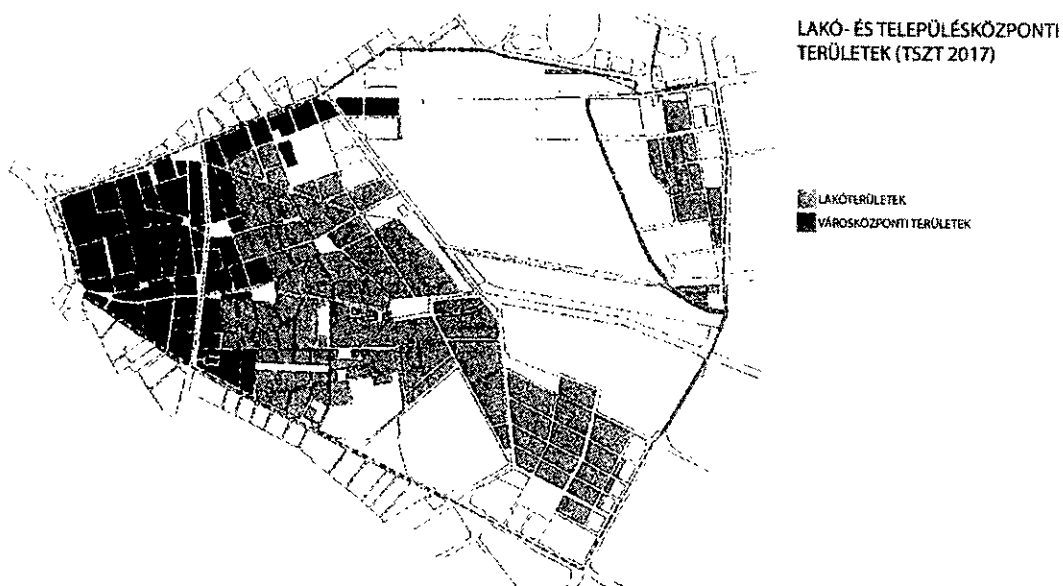 LAKÓ- ÉS TELEPÜLÉSKÖZPONTI
TERÜLETEK (TSZT 2017)
LAKÓTERÜLETEK
VÁROSKÖZPONTI TERÜLETEK